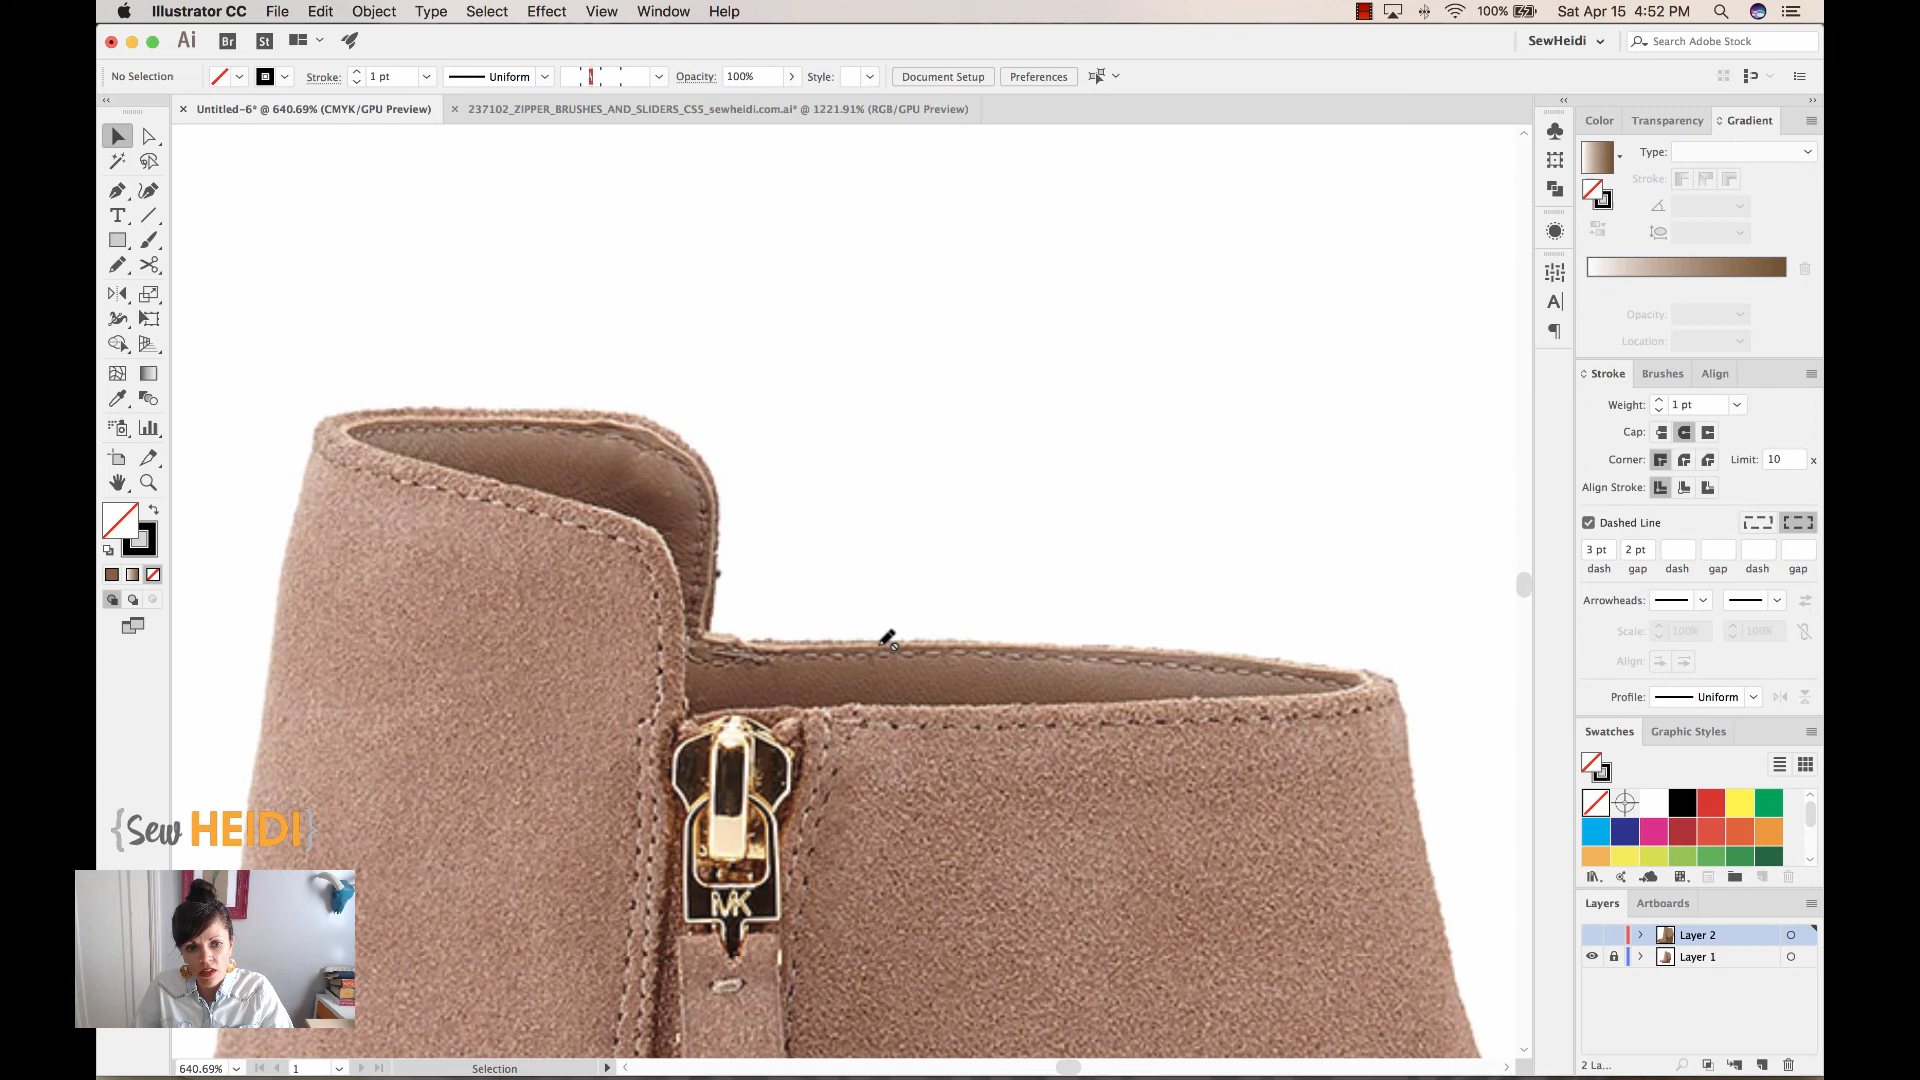 Illustrator CC File Edit Object Type Select Effect View Window Help
100% Sat Apr 15 4:52 PM
Ai Br St SewHeidi Search Adobe Stock
No Selection Stroke: 1 pt Uniform Opacity: 100% Style: Document Setup Preferences
Untitled-6* @ 640.69% (CMYK/GPU Preview) 237102_ZIPPER_BRUSHES_AND_SLIDERS_CS5_sewheidi.com.ai* @ 1221.91% (RGB/GPU Preview)
Color Transparency Gradient
Type:
Stroke:
Opacity:
Location:
Stroke Brushes Align
Weight: 1 pt
Cap:
Corner: Limit: 10 x
Align Stroke:
Dashed Line
3 pt 2 pt
dash gap dash gap dash gap
Arrowheads:
Scale: 100% 100%
Align:
Profile: Uniform
Swatches Graphic Styles
Layers Artboards
Layer 2
Layer 1
2 La...
{Sew HEIDI}
MK
640.69% 1 Selection